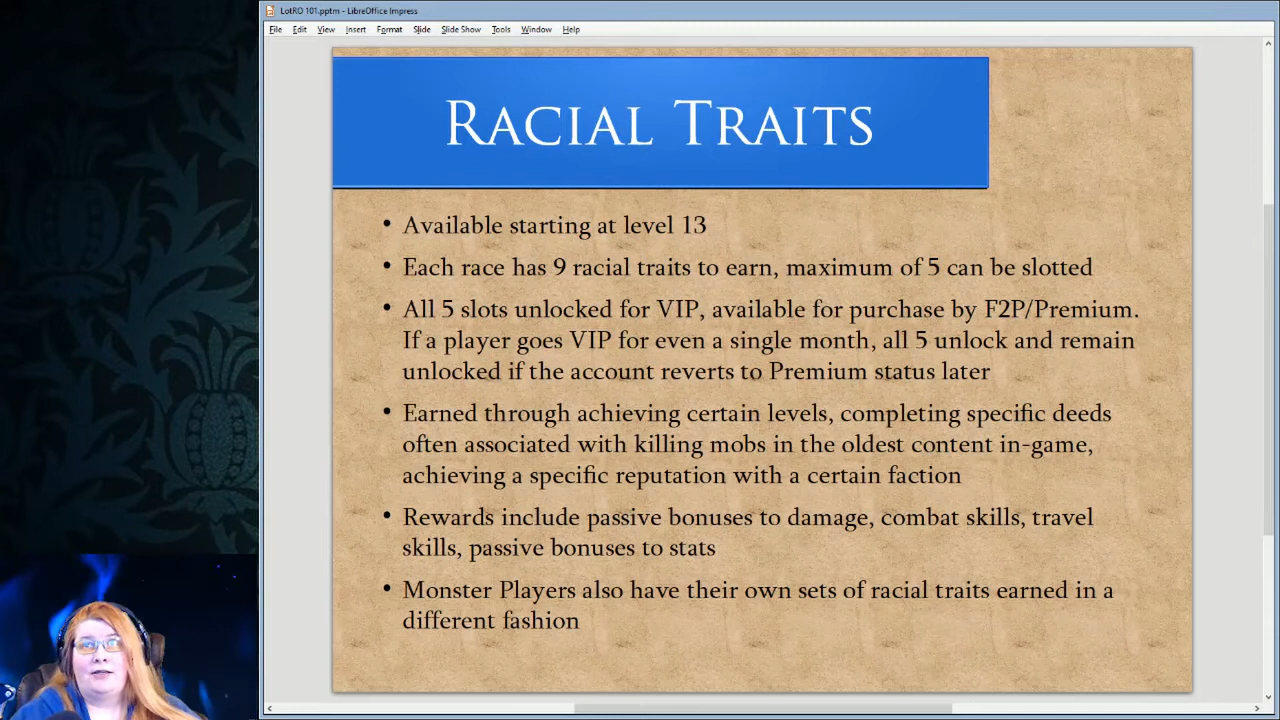 LotRO 101.pptm - LibreOffice Impress
File Edit View Insert Format Slide Slide Show Tools Window Help
Racial Traits
• Available starting at level 13
• Each race has 9 racial traits to earn, maximum of 5 can be slotted
• All 5 slots unlocked for VIP, available for purchase by F2P/Premium.
If a player goes VIP for even a single month, all 5 unlock and remain
unlocked if the account reverts to Premium status later
• Earned through achieving certain levels, completing specific deeds
often associated with killing mobs in the oldest content in-game,
achieving a specific reputation with a certain faction
• Rewards include passive bonuses to damage, combat skills, travel
skills, passive bonuses to stats
• Monster Players also have their own sets of racial traits earned in a
different fashion